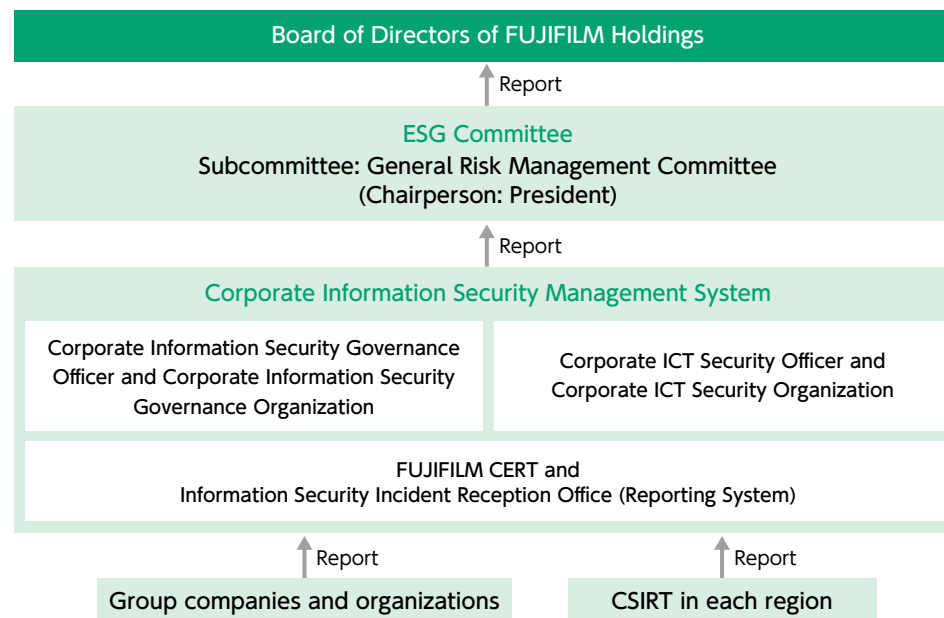 Board of Directors of FUJIFILM Holdings
Report
ESG Committee
Subcommittee: General Risk Management Committee
(Chairperson: President)
Report
Corporate Information Security Management System
Corporate Information Security Governance
Officer and Corporate Information Security
Governance Organization
Corporate ICT Security Officer and
Corporate ICT Security Organization
FUJIFILM CERT and
Information Security Incident Reception Office (Reporting System)
Report
Report
Group companies and organizations
CSIRT in each region